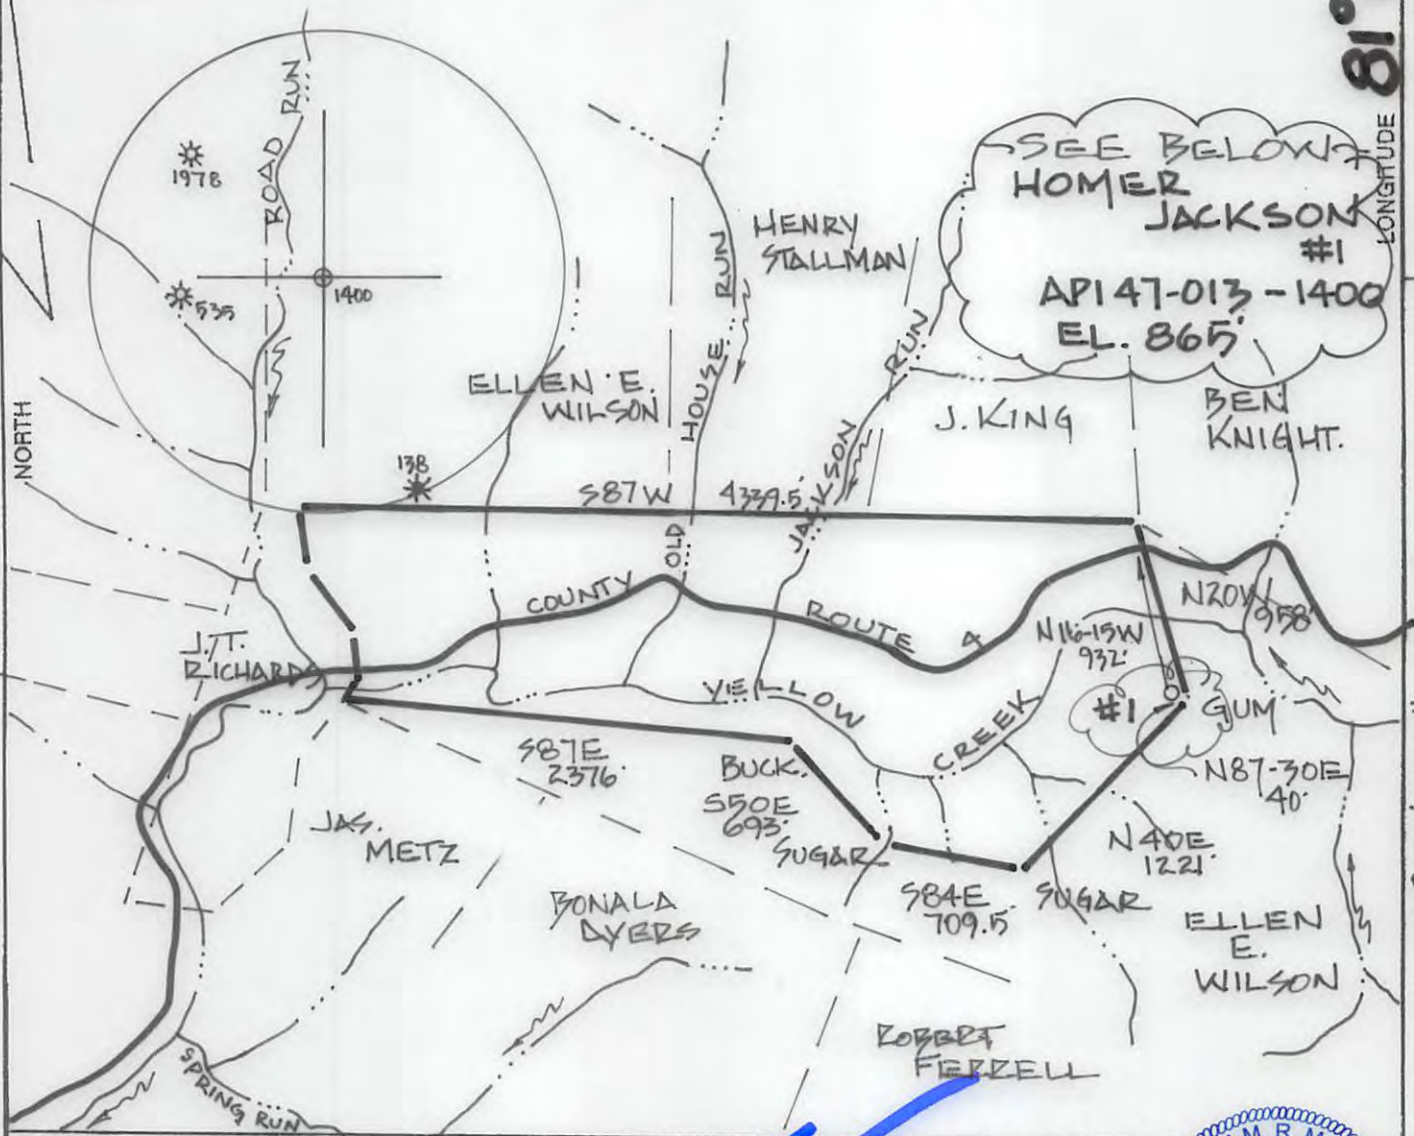 81°
LONGITUDE
NORTH
SEE BELOW
HOMER
JACKSON
#1
API 47-013-1400
EL. 865'
ROAD RUN
1978
535
1400
138
HENRY
STALLMAN
ELLEN E.
WILSON
OLD HOUSE RUN
JACKSON RUN
J. KING
BEN
KNIGHT.
S87W 4339.5'
COUNTY ROUTE 4
N20W
958'
N16-15W
932'
J.T.
RICHARDS
YELLOW CREEK
#1
GUM
N87-30E
40'
S87E
2376'
BUCK.
S50E
693'
SUGAR
N40E
1221'
JAS.
METZ
S84E
709.5'
SUGAR
BONALA
AYERS
ELLEN
E.
WILSON
ROBERT
FERRELL
SPRING RUN